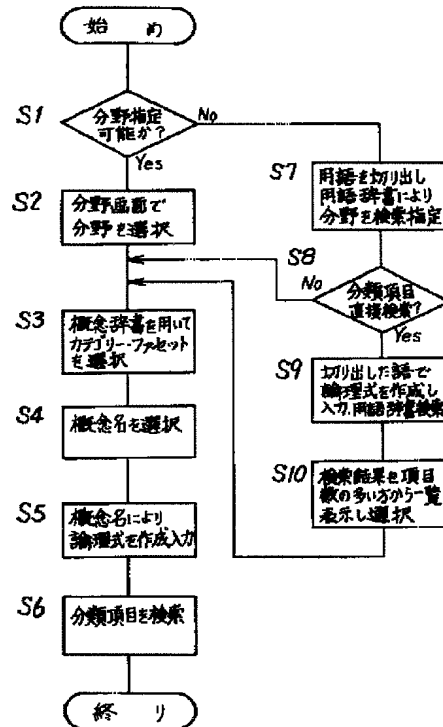 始め
S1
分野指定
可能か?
No
Yes
S2
分野画面で
分野を選択
S7
用語を切り出し
用語辞書により
分野を検索指定
S8
No
分類項目
直接検索?
Yes
S3
概念辞書を用いて
カテゴリー・ファセット
を選択
S9
切り出した語で
論理式を作成し
入力,用語辞書検索
S4
概念名を選択
S10
検索結果を項目
数の多い方から一覧
表示し選択
S5
概念名により
論理式を作成入力
S6
分類項目を検索
終り